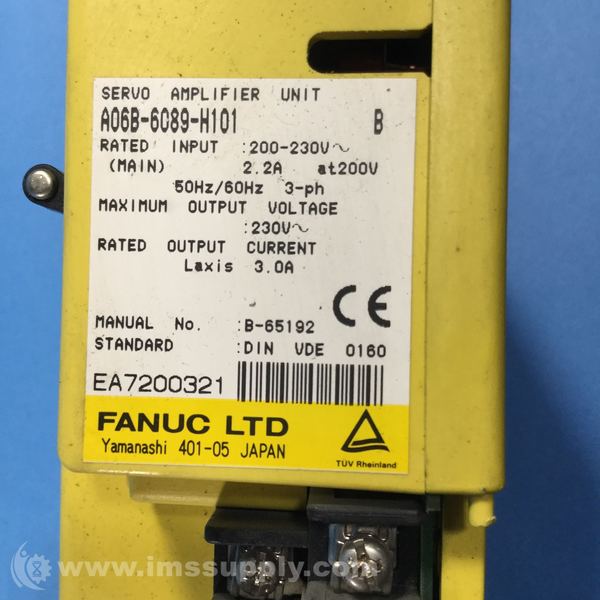 SERVO AMPLIFIER UNIT
A06B-6089-H101 B
RATED INPUT :200-230V~
(MAIN) 2.2A at200V
50Hz/60Hz 3-ph
MAXIMUM OUTPUT VOLTAGE
:230V~
RATED OUTPUT CURRENT
Laxis 3.0A
CE
MANUAL No. :B-65192
STANDARD :DIN VDE 0160
EA7200321
FANUC LTD
Yamanashi 401-05 JAPAN
TÜV Rheinland
www.imssupply.com